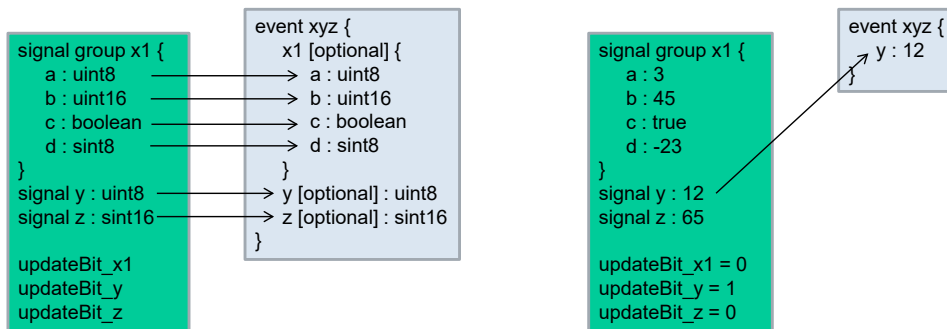 signal group x1 {
a : uint8
b : uint16
c : boolean
d : sint8
}
signal y : uint8
signal z : sint16
updateBit_x1
updateBit_y
updateBit_z
event xyz {
x1 [optional] {
a : uint8
b : uint16
c : boolean
d : sint8
}
y [optional] : uint8
z [optional] : sint16
}
signal group x1 {
a : 3
b : 45
c : true
d : -23
}
signal y : 12
signal z : 65
updateBit_x1 = 0
updateBit_y = 1
updateBit_z = 0
event xyz {
y : 12
}